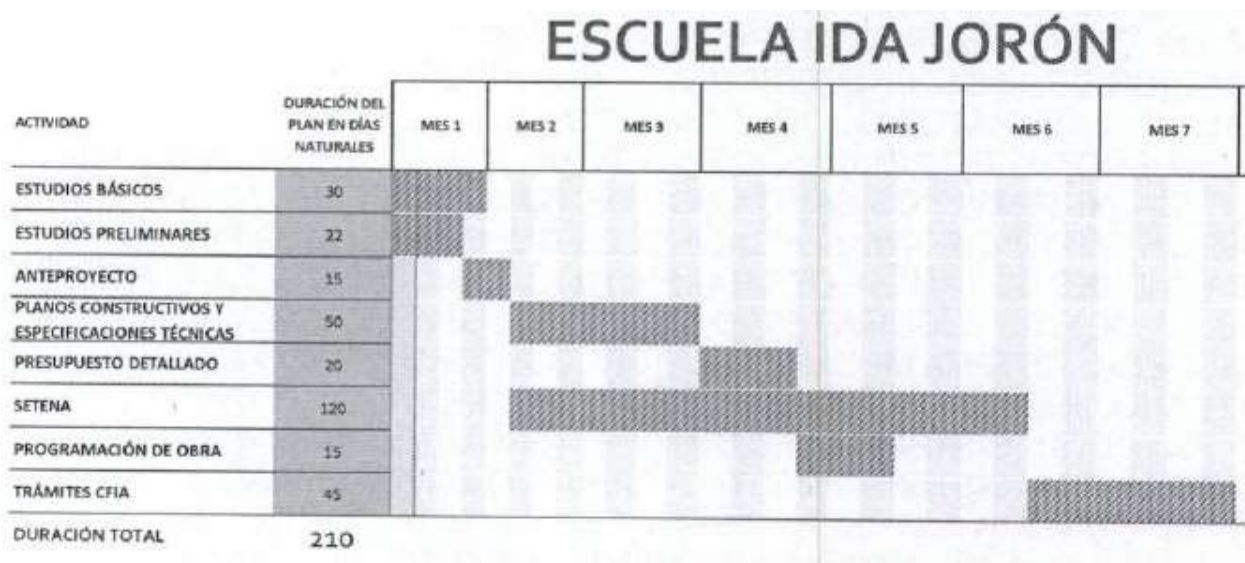 ESCUELA IDA JORÓN
ACTIVIDAD
DURACIÓN DEL
PLAN EN DÍAS
NATURALES
MES 1 MES 2 MES 3 MES 4 MES 5 MES 6 MES 7
ESTUDIOS BÁSICOS 30
ESTUDIOS PRELIMINARES 22
ANTEPROYECTO 15
PLANOS CONSTRUCTIVOS Y
ESPECIFICACIONES TÉCNICAS 50
PRESUPUESTO DETALLADO 20
SETENA 120
PROGRAMACIÓN DE OBRA 15
TRÁMITES CFIA 45
DURACIÓN TOTAL 210